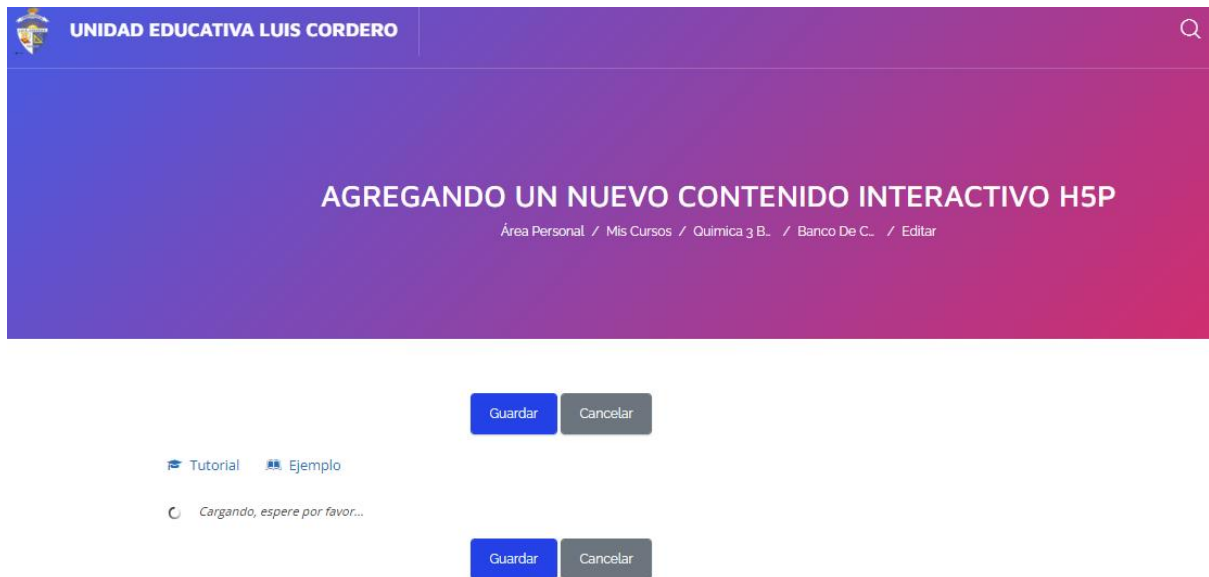 UNIDAD EDUCATIVA LUIS CORDERO
AGREGANDO UN NUEVO CONTENIDO INTERACTIVO H5P
Área Personal / Mis Cursos / Quimica 3 B... / Banco De C... / Editar
Guardar Cancelar
Tutorial Ejemplo
Cargando, espere por favor...
Guardar Cancelar